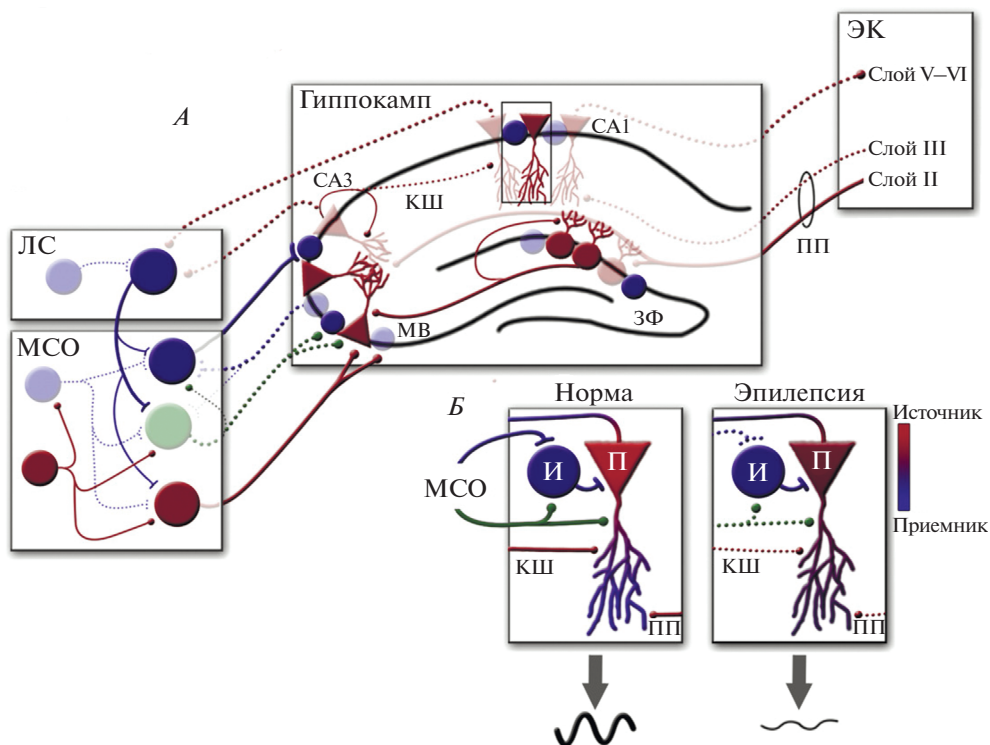 А
ЭК
Слой V–VI
Слой III
Слой II
ПП
Гиппокамп
CA1
CA3
КШ
МВ
ЗФ
ЛС
МСО
Б
Норма
Эпилепсия
Источник
Приемник
МСО
И
П
КШ
ПП
И
П
КШ
ПП